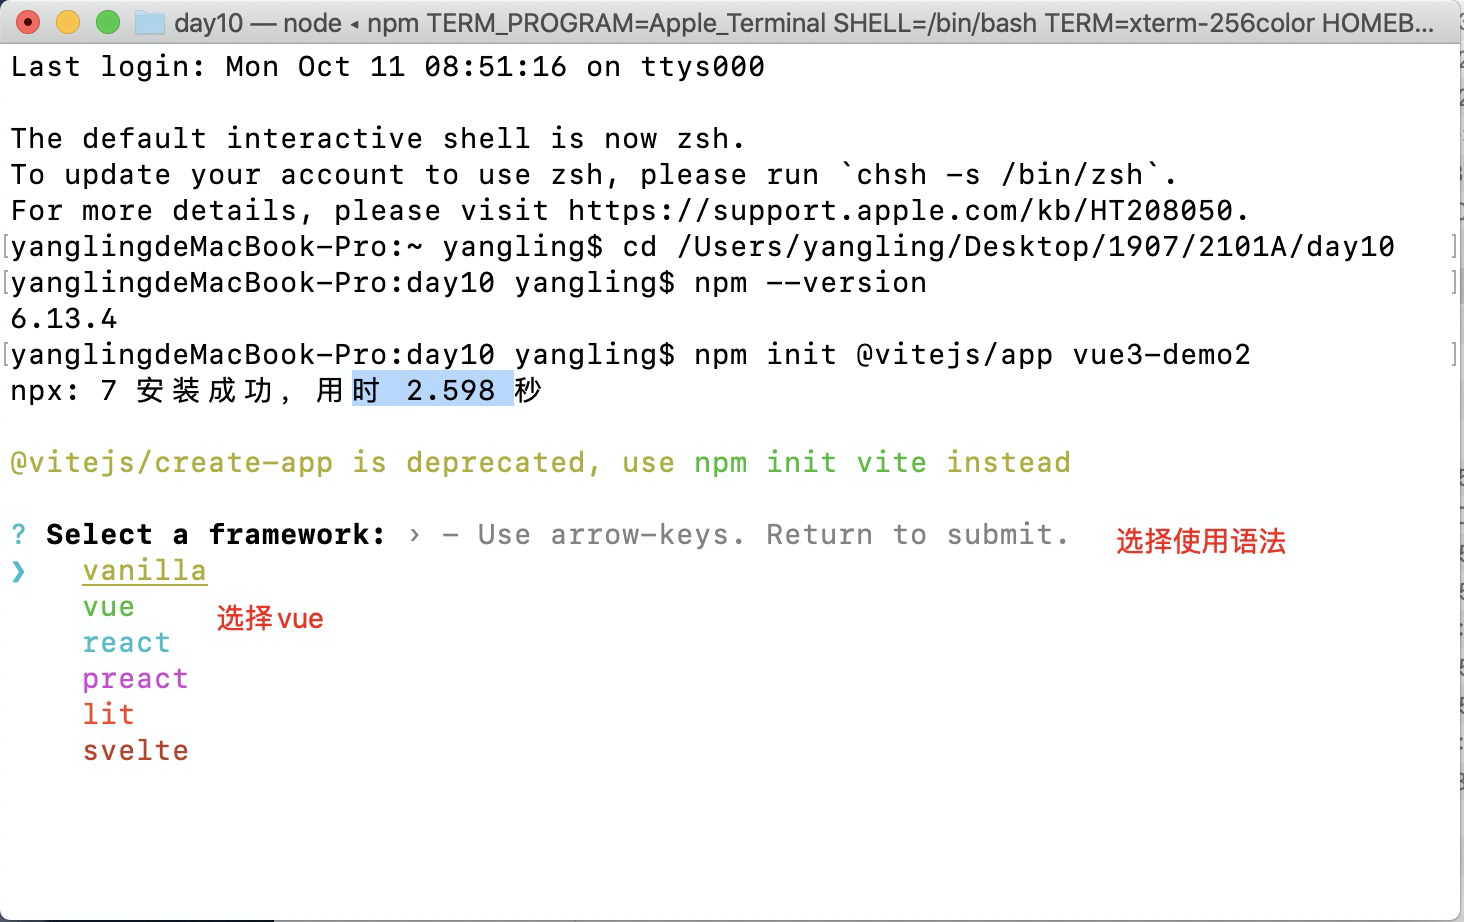 day10 — node ◂ npm TERM_PROGRAM=Apple_Terminal SHELL=/bin/bash TERM=xterm-256color HOMEB...
Last login: Mon Oct 11 08:51:16 on ttys000
The default interactive shell is now zsh.
To update your account to use zsh, please run `chsh -s /bin/zsh`.
For more details, please visit https://support.apple.com/kb/HT208050.
[yanglingdeMacBook-Pro:~ yangling$ cd /Users/yangling/Desktop/1907/2101A/day10 ]
[yanglingdeMacBook-Pro:day10 yangling$ npm --version ]
6.13.4
[yanglingdeMacBook-Pro:day10 yangling$ npm init @vitejs/app vue3-demo2 ]
npx: 7 安装成功，用时 2.598 秒
@vitejs/create-app is deprecated, use npm init vite instead
? Select a framework: › - Use arrow-keys. Return to submit. 选择使用语法
❯ vanilla
vue 选择vue
react
preact
lit
svelte